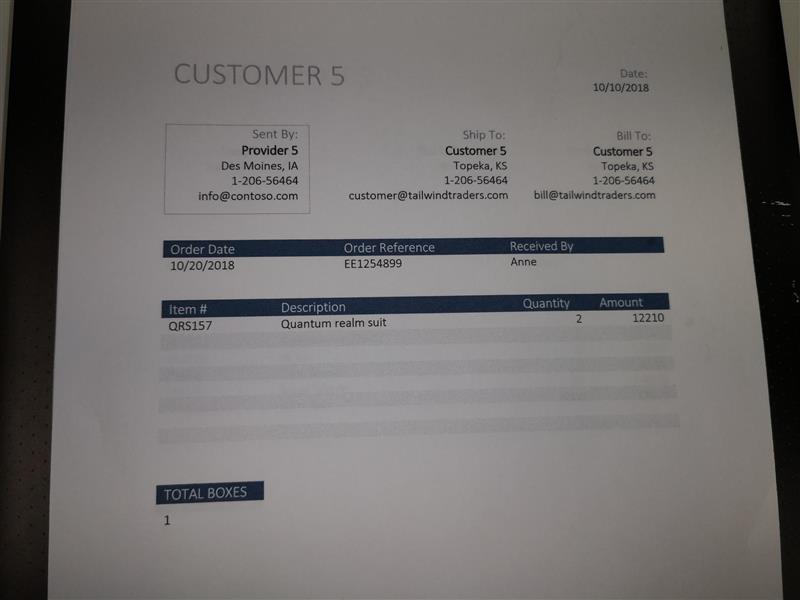 CUSTOMER 5
Date:
10/10/2018
Sent By:
Provider 5
Des Moines, IA
1-206-56464
info@contoso.com
Ship To:
Customer 5
Topeka, KS
1-206-56464
customer@tailwindtraders.com
Bill To:
Customer 5
Topeka, KS
1-206-56464
bill@tailwindtraders.com
Order Date Order Reference Received By
10/20/2018 EE1254899 Anne
Item # Description Quantity Amount
QRS157 Quantum realm suit 2 12210
TOTAL BOXES
1